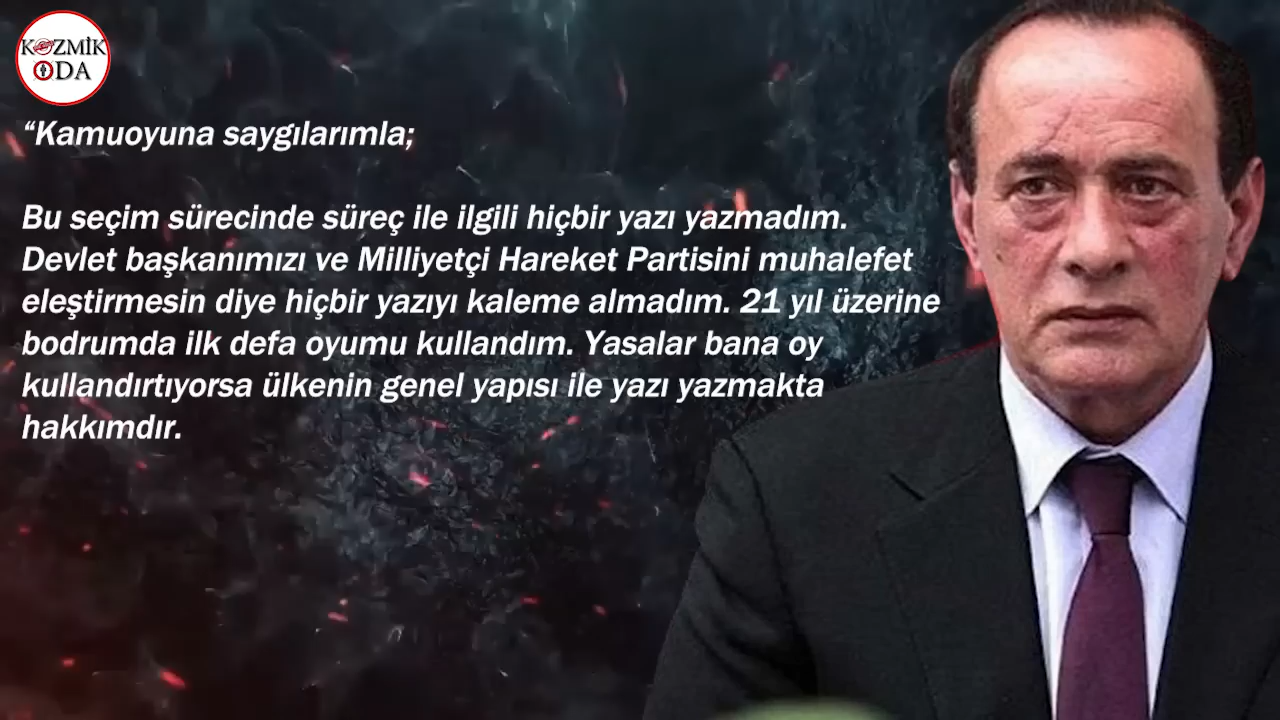 KOZMİK
ODA
“Kamuoyuna saygılarımla;
Bu seçim sürecinde süreç ile ilgili hiçbir yazı yazmadım.
Devlet başkanımızı ve Milliyetçi Hareket Partisini muhalefet
eleştirmesin diye hiçbir yazıyı kaleme almadım. 21 yıl üzerine
bodrumda ilk defa oyumu kullandım. Yasalar bana oy
kullandırtıyorsa ülkenin genel yapısı ile yazı yazmakta
hakkımdır.